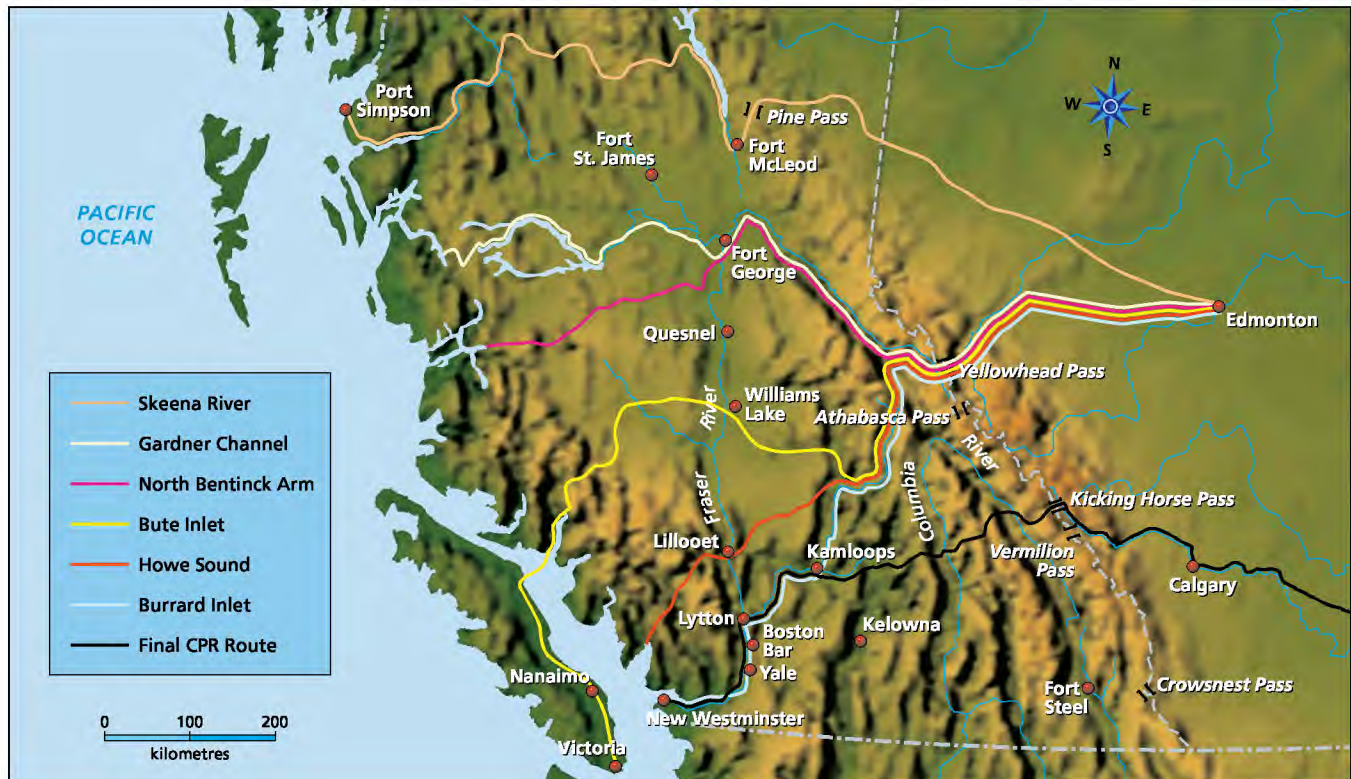 Port
Simpson
Pine Pass
Fort
McLeod
Fort
St. James
N
W
E
S
PACIFIC
OCEAN
Fort
George
Quesnel
Edmonton
Yellowhead Pass
Williams
Lake
Athabasca Pass
River
River
Columbia
Fraser
Kicking Horse Pass
Lillooet
Kamloops
Vermilion
Pass
Calgary
Lytton
Boston
Bar
Kelowna
Yale
Nanaimo
New Westminster
Fort
Steel
Crowsnest Pass
Victoria
Skeena River
Gardner Channel
North Bentinck Arm
Bute Inlet
Howe Sound
Burrard Inlet
Final CPR Route
0 100 200
kilometres